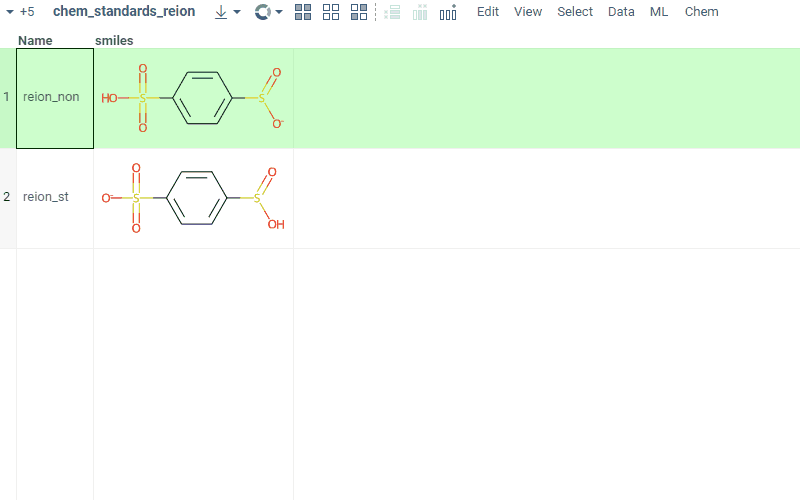 +5 chem_standards_reion Edit View Select Data ML Chem
Name smiles
1 reion_non HO S O O S O O-
2 reion_st O- S O O S O OH